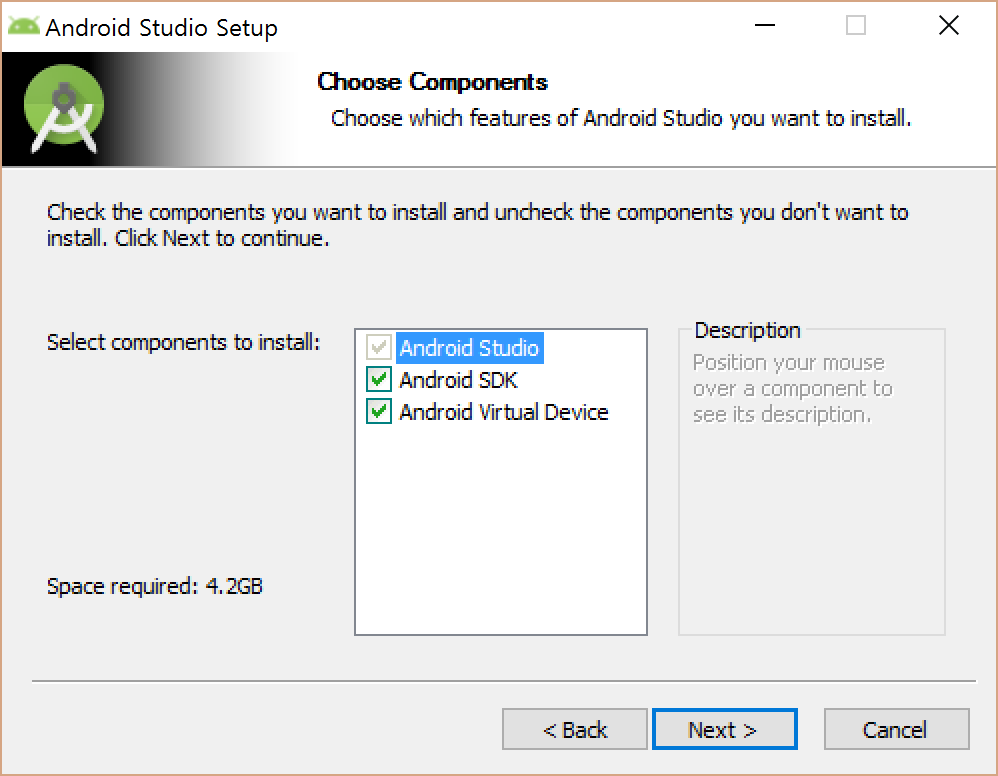 Android Studio Setup
Choose Components
Choose which features of Android Studio you want to install.
Check the components you want to install and uncheck the components you don't want to
install. Click Next to continue.
Select components to install:
Android Studio
Android SDK
Android Virtual Device
Description
Position your mouse
over a component to
see its description.
Space required: 4.2GB
< Back
Next >
Cancel